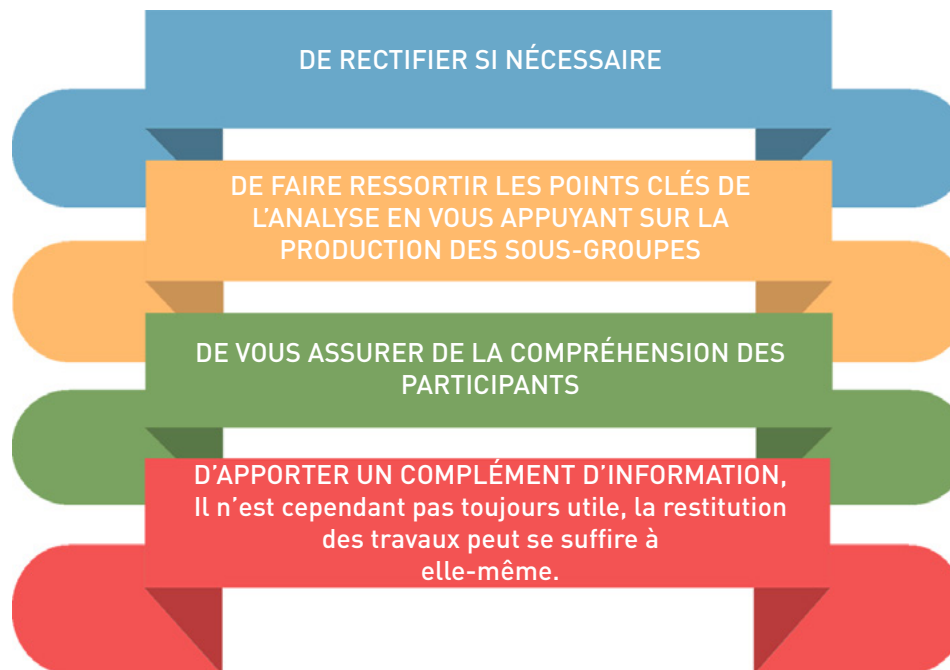 DE RECTIFIER SI NÉCESSAIRE
DE FAIRE RESSORTIR LES POINTS CLÉS DE
L’ANALYSE EN VOUS APPUYANT SUR LA
PRODUCTION DES SOUS-GROUPES
DE VOUS ASSURER DE LA COMPRÉHENSION DES
PARTICIPANTS
D’APPORTER UN COMPLÉMENT D’INFORMATION,
Il n’est cependant pas toujours utile, la restitution
des travaux peut se suffire à
elle-même.